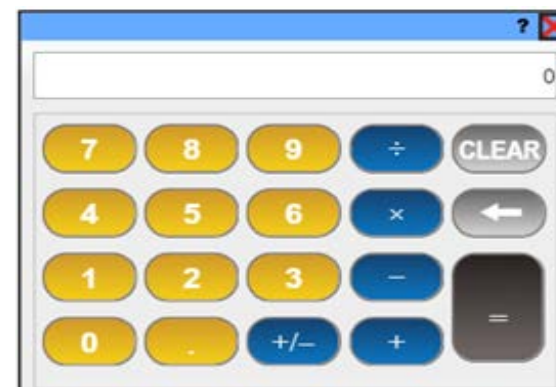 ?
0
7 8 9 ÷ CLEAR
4 5 6 ×
1 2 3 −
0 . +/− + =